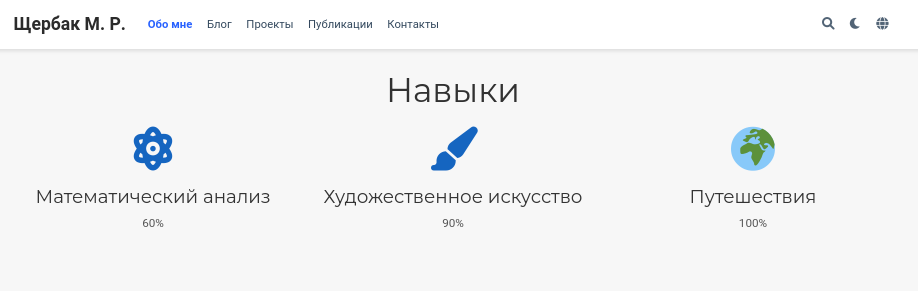 Щербак М. Р. Обо мне Блог Проекты Публикации Контакты
Навыки
Математический анализ Художественное искусство Путешествия
60% 90% 100%